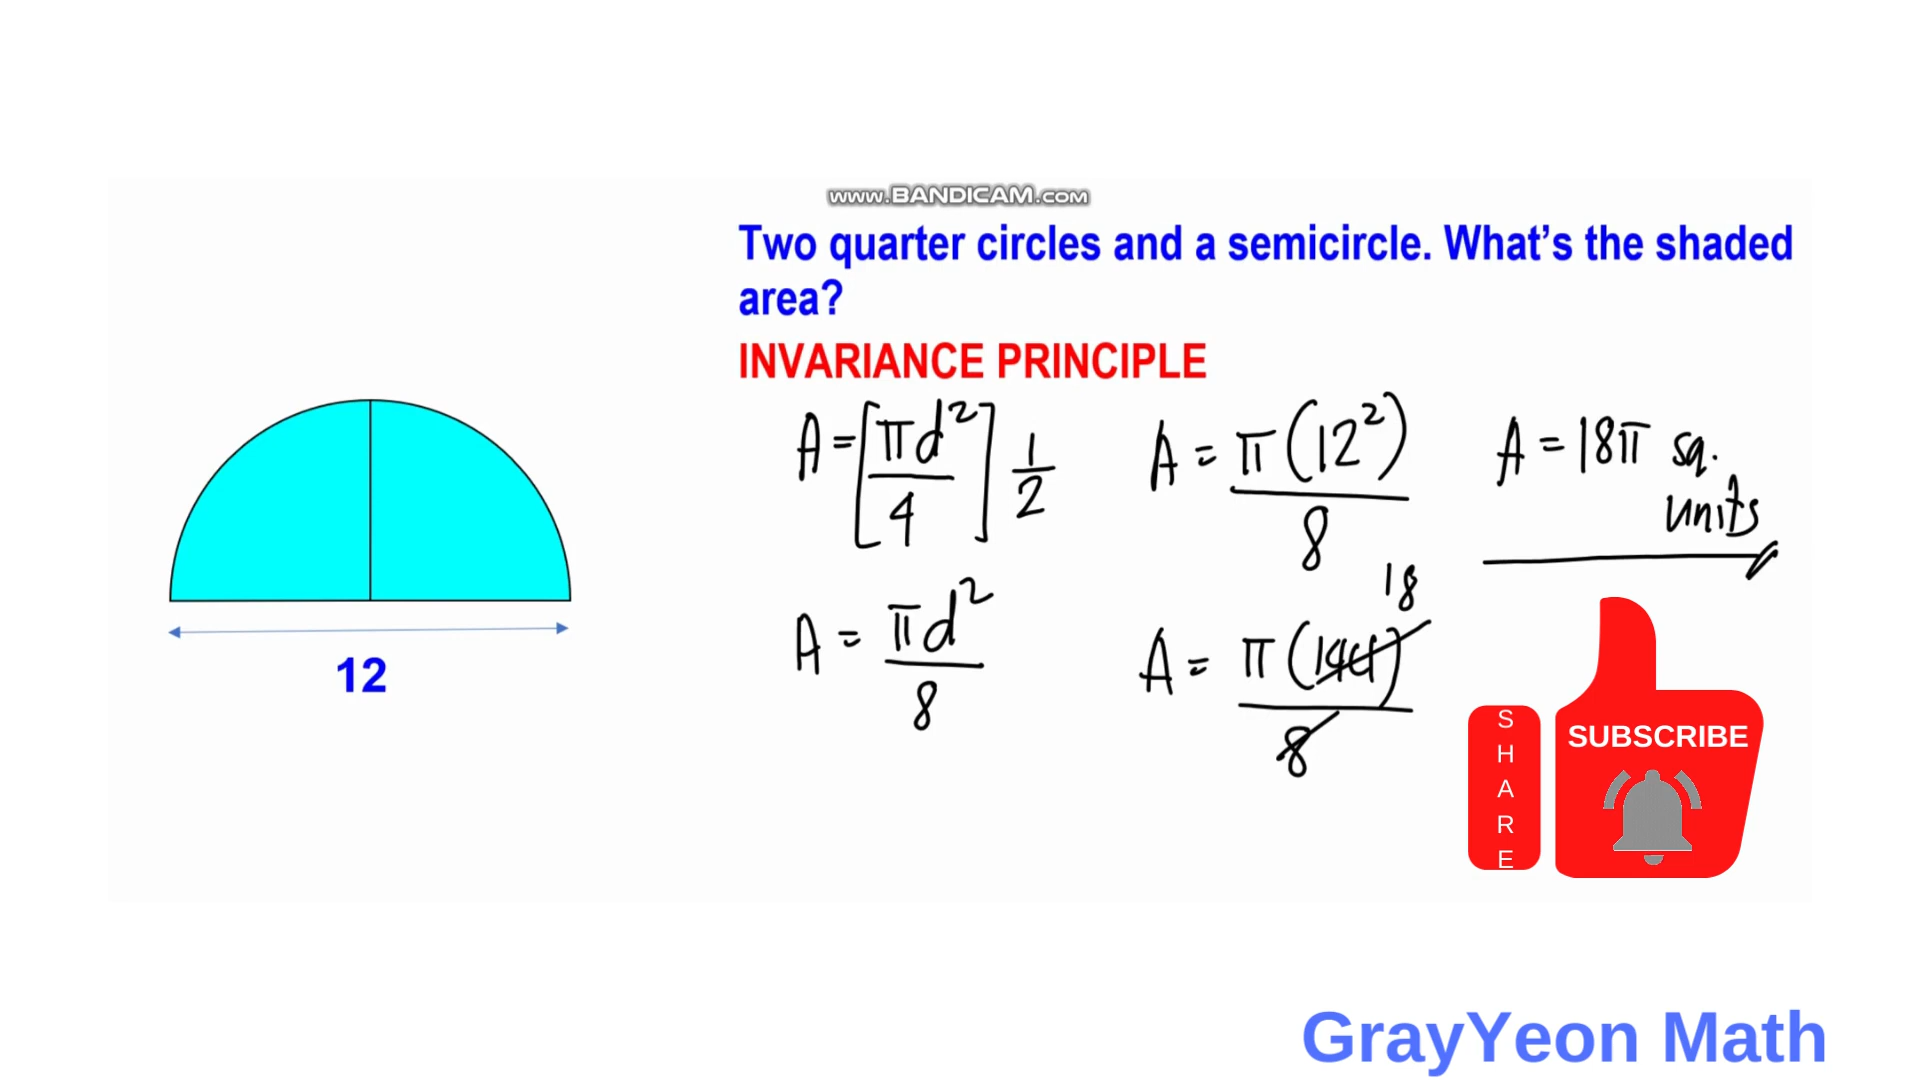 www.BANDICAM.com
Two quarter circles and a semicircle. What's the shaded
area?
INVARIANCE PRINCIPLE
A = [πd²/4] 1/2
A = πd²/8
A = π(12²)/8
18
A = π(144)/8
A = 18π sq.
units
12
SHARE
SUBSCRIBE
GrayYeon Math